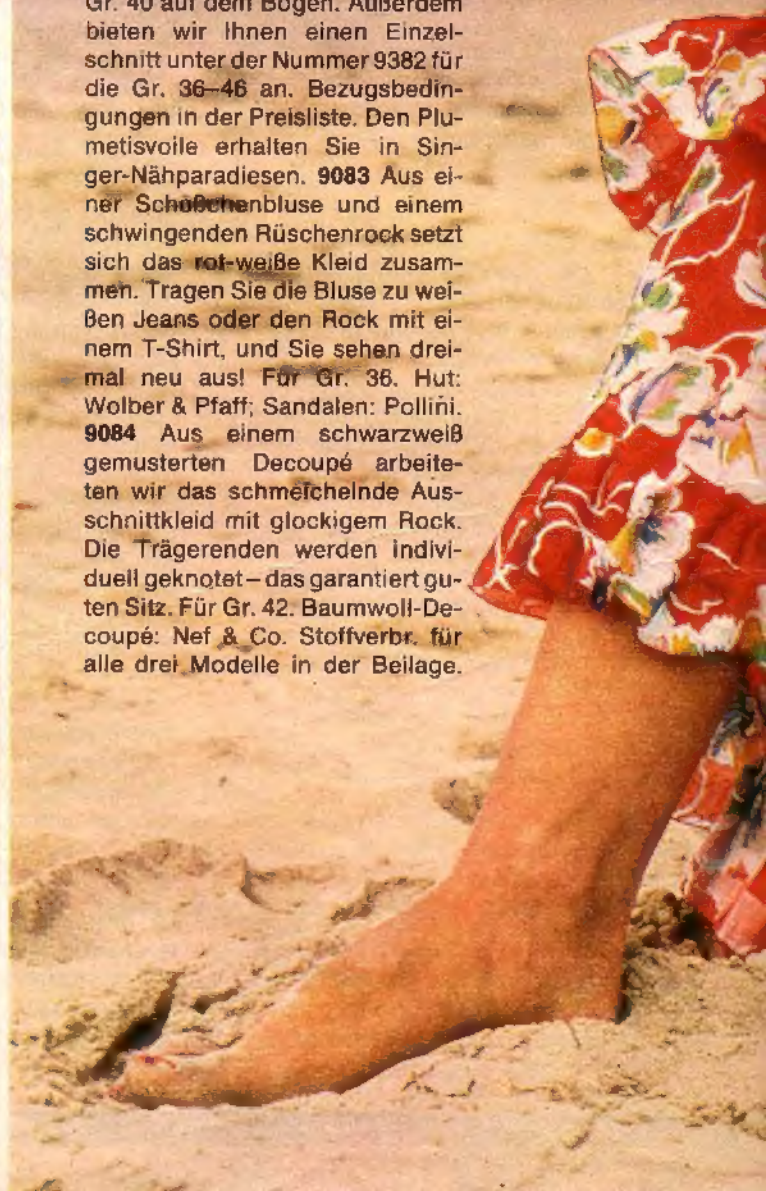 Gr. 40 auf dem Bogen. Außerdem
bieten wir Ihnen einen Einzel-
schnitt unter der Nummer 9382 für
die Gr. 36–46 an. Bezugsbedin-
gungen in der Preisliste. Den Plu-
metisvoile erhalten Sie in Sin-
ger-Nähparadiesen. 9083 Aus ei-
ner Schößchenbluse und einem
schwingenden Rüschenrock setzt
sich das rot-weiße Kleid zusam-
men. Tragen Sie die Bluse zu wei-
ßen Jeans oder den Rock mit ei-
nem T-Shirt, und Sie sehen drei-
mal neu aus! Für Gr. 36. Hut:
Wolber & Pfaff; Sandalen: Pollini.
9084 Aus einem schwarzweiß
gemusterten Decoupé arbeite-
ten wir das schmeichelnde Aus-
schnittkleid mit glockigem Rock.
Die Trägerenden werden indivi-
duell geknotet – das garantiert gu-
ten Sitz. Für Gr. 42. Baumwoll-De-
coupé: Nef & Co. Stoffverbr. für
alle drei Modelle in der Beilage.